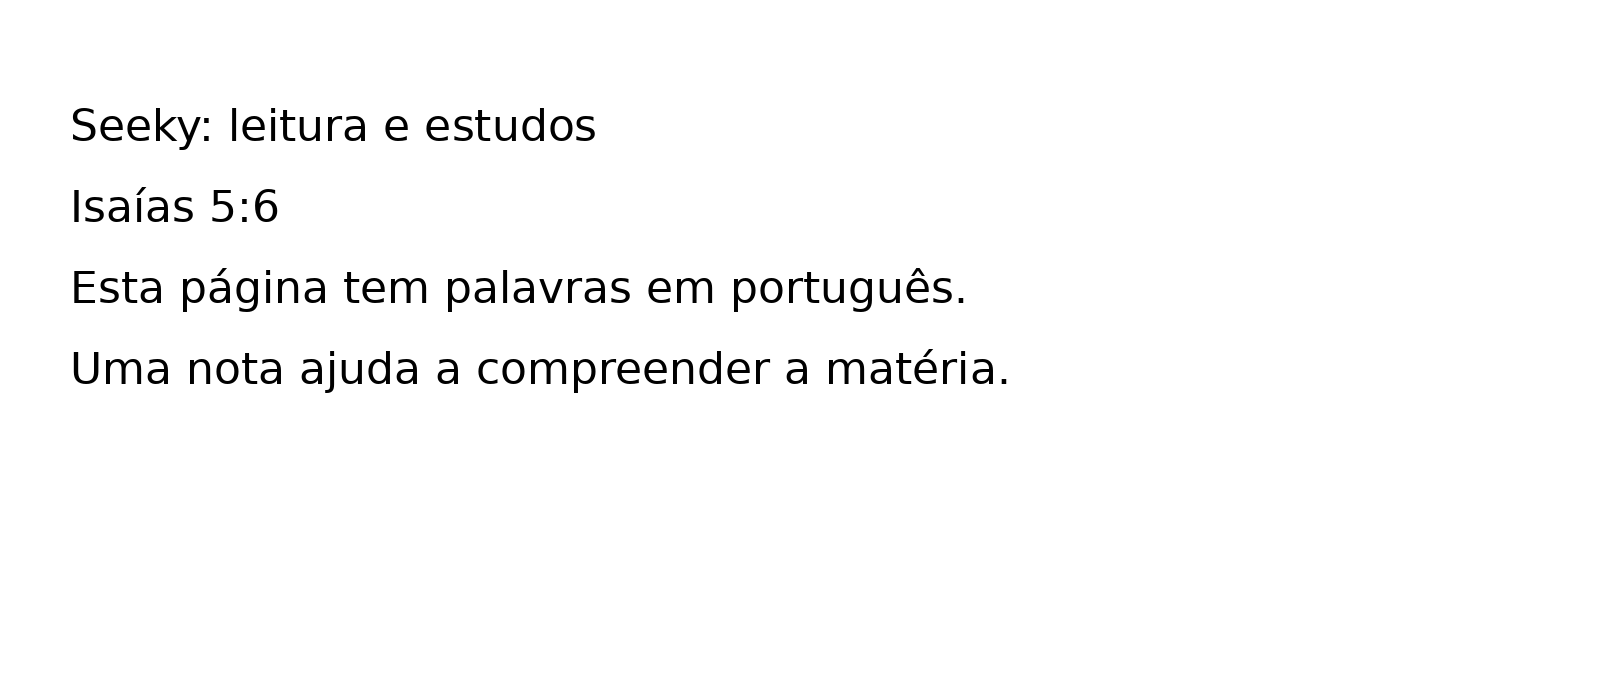 Seeky: leitura e estudos
Isaías 5:6
Esta página tem palavras em português.
Uma nota ajuda a compreender a matéria.